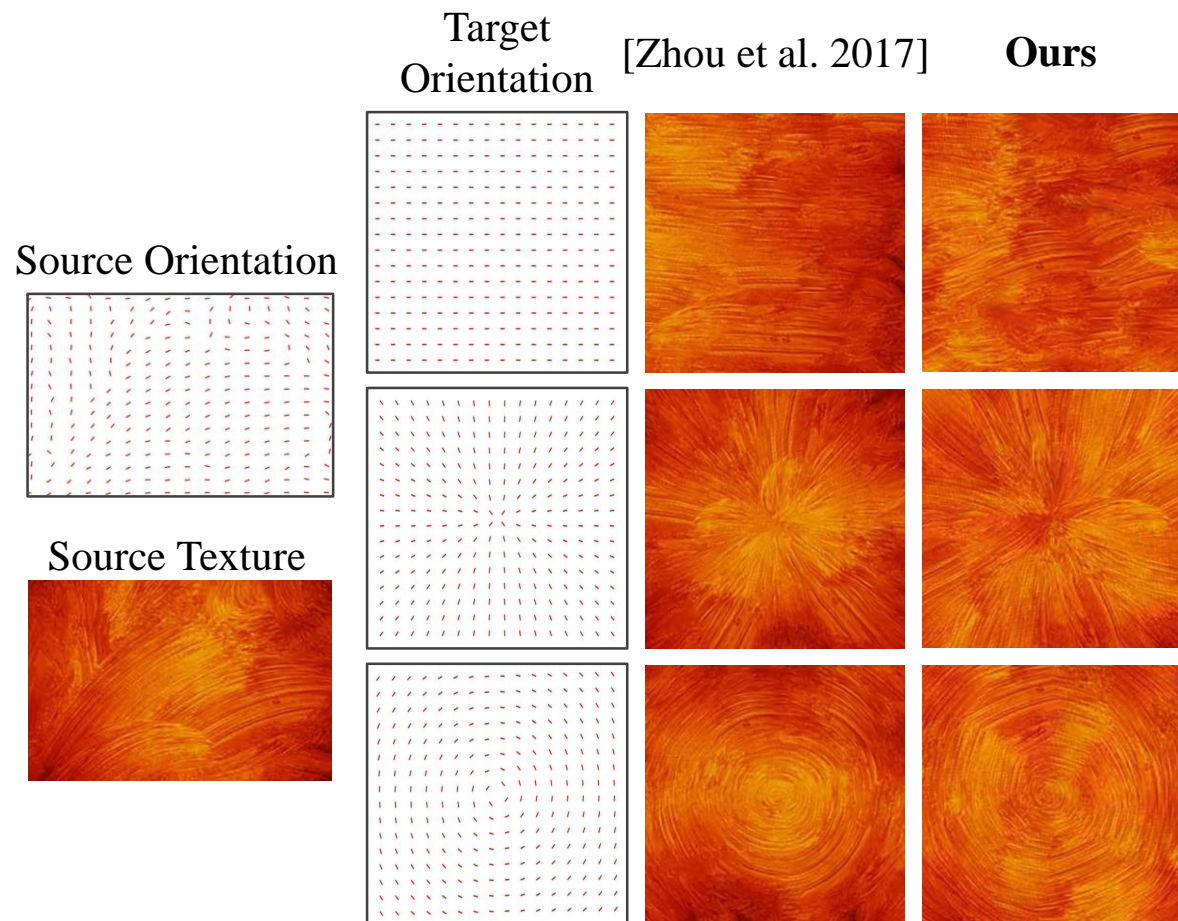 Target
Orientation
[Zhou et al. 2017]
Ours
Source Orientation
Source Texture